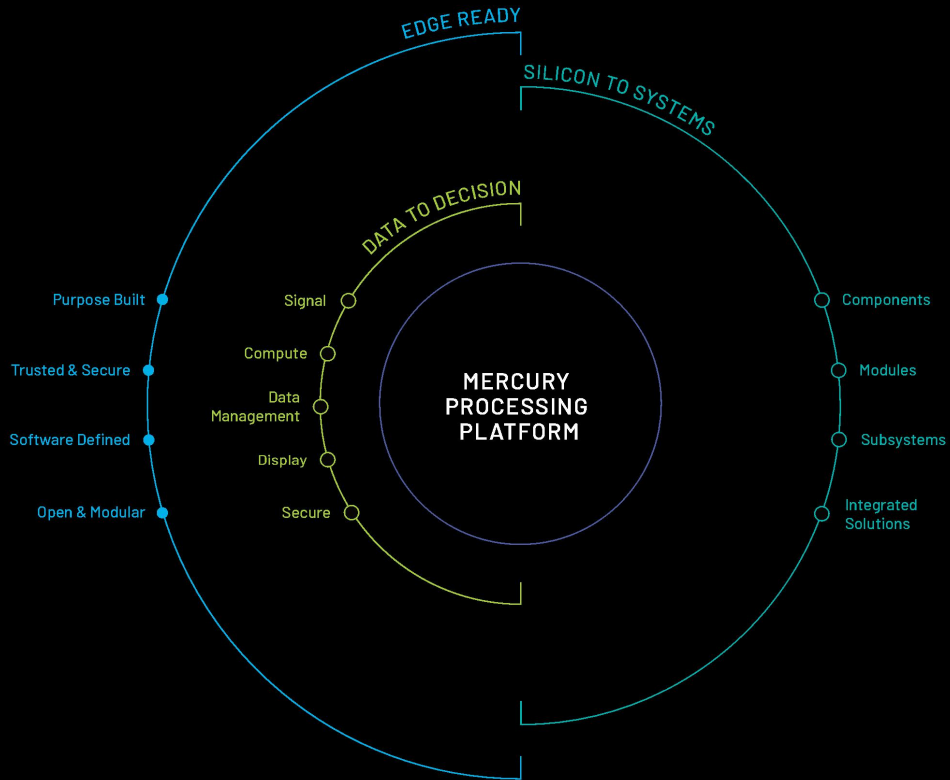 EDGE READY
SILICON TO SYSTEMS
DATA TO DECISION
Purpose Built
Trusted & Secure
Software Defined
Open & Modular
Signal
Compute
Data
Management
Display
Secure
MERCURY
PROCESSING
PLATFORM
Components
Modules
Subsystems
Integrated
Solutions